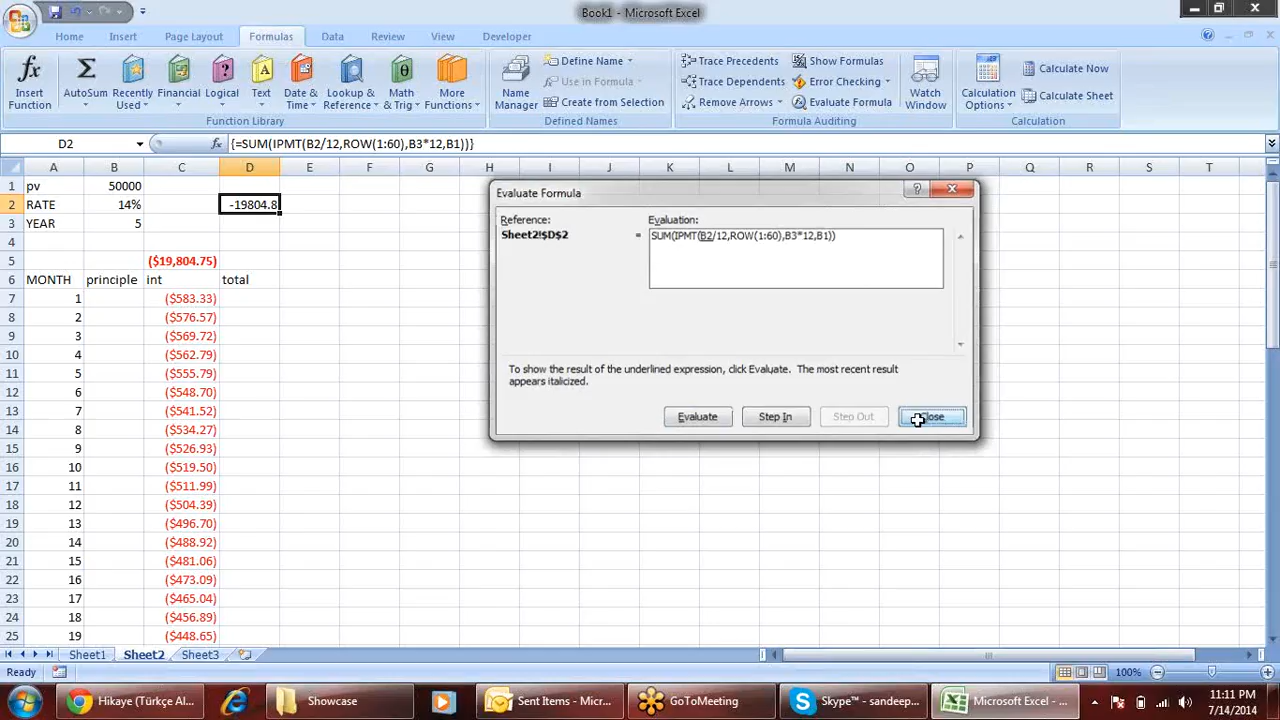 Book1 - Microsoft Excel
Home Insert Page Layout Formulas Data Review View Developer
Insert Function
AutoSum
Recently Used
Financial
Logical
Text
Date & Time
Lookup & Reference
Math & Trig
More Functions
Function Library
Name Manager
Define Name
Use in Formula
Create from Selection
Defined Names
Trace Precedents
Trace Dependents
Remove Arrows
Show Formulas
Error Checking
Evaluate Formula
Formula Auditing
Watch Window
Calculation Options
Calculate Now
Calculate Sheet
Calculation
D2 fx {=SUM(IPMT(B2/12,ROW(1:60),B3*12,B1))}
A B C D E F G H I J K L M N O P Q R S T
1 pv 50000
2 RATE 14% -19804.8
3 YEAR 5
4
5 ($19,804.75)
6 MONTH principle int total
7 1 ($583.33)
8 2 ($576.57)
9 3 ($569.72)
10 4 ($562.79)
11 5 ($555.79)
12 6 ($548.70)
13 7 ($541.52)
14 8 ($534.27)
15 9 ($526.93)
16 10 ($519.50)
17 11 ($511.99)
18 12 ($504.39)
19 13 ($496.70)
20 14 ($488.92)
21 15 ($481.06)
22 16 ($473.09)
23 17 ($465.04)
24 18 ($456.89)
25 19 ($448.65)
Evaluate Formula
Reference: Evaluation:
Sheet2!$D$2 = SUM(IPMT(B2/12,ROW(1:60),B3*12,B1))
To show the result of the underlined expression, click Evaluate. The most recent result
appears italicized.
Evaluate Step In Step Out Close
Sheet1 Sheet2 Sheet3
Ready 100%
Hikaye (Türkçe Al... Showcase Sent Items - Micr... GoToMeeting Skype™ - sandeep... Microsoft Excel - ...
11:11 PM
7/14/2014